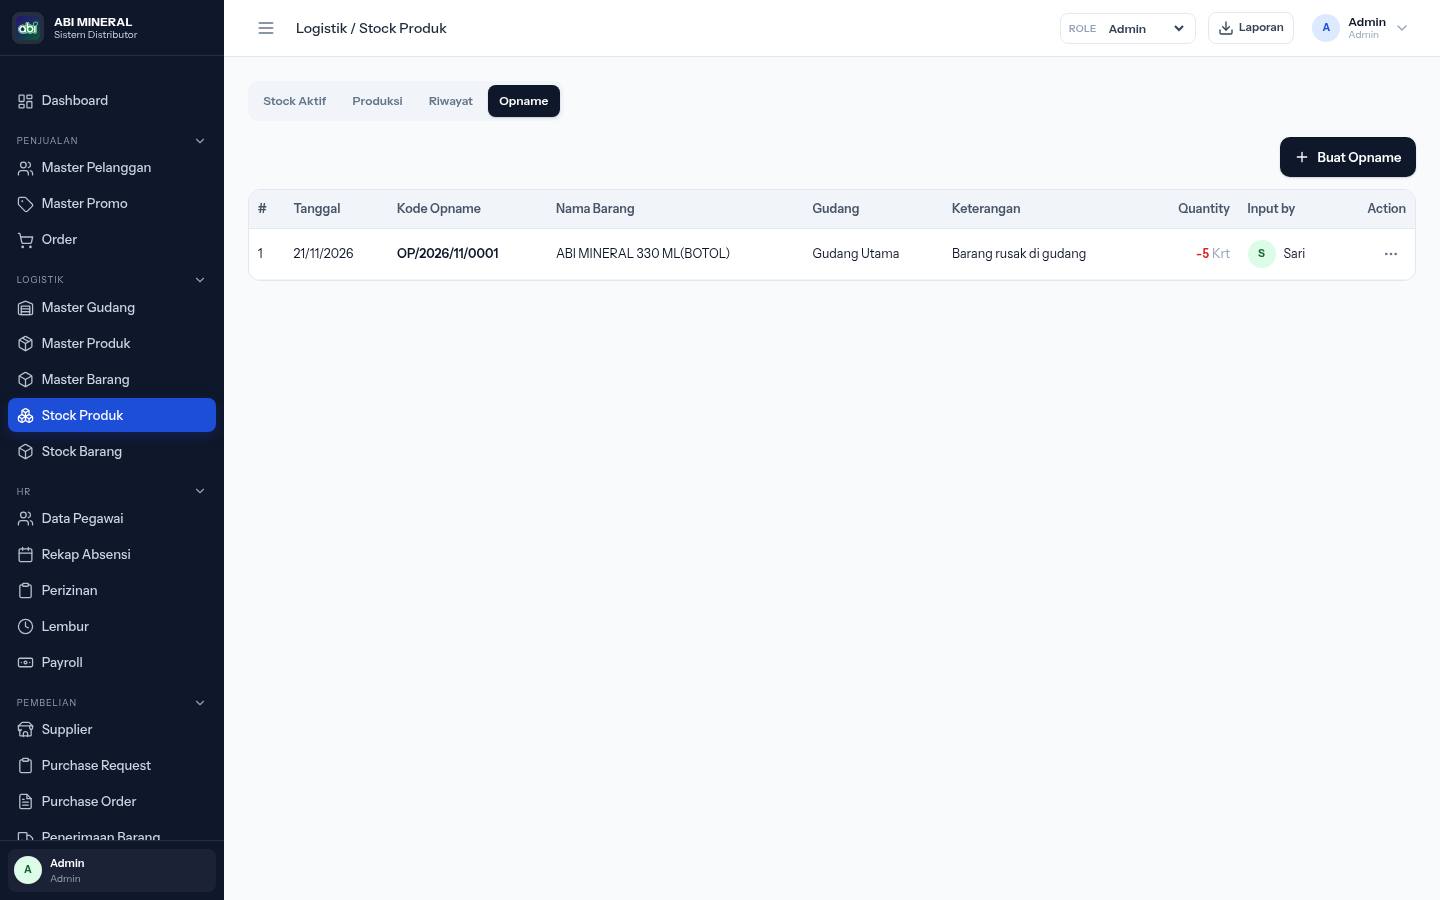 abi
ABI MINERAL
Sistem Distributor
Logistik / Stock Produk
ROLE Admin
Laporan
A
Admin
Admin
Dashboard
PENJUALAN
Master Pelanggan
Master Promo
Order
LOGISTIK
Master Gudang
Master Produk
Master Barang
Stock Produk
Stock Barang
HR
Data Pegawai
Rekap Absensi
Perizinan
Lembur
Payroll
PEMBELIAN
Supplier
Purchase Request
Purchase Order
Penerimaan Barang
A
Admin
Admin
Stock Aktif Produksi Riwayat Opname
+ Buat Opname
# Tanggal Kode Opname Nama Barang Gudang Keterangan Quantity Input by Action
1 21/11/2026 OP/2026/11/0001 ABI MINERAL 330 ML(BOTOL) Gudang Utama Barang rusak di gudang -5 Krt S Sari ...